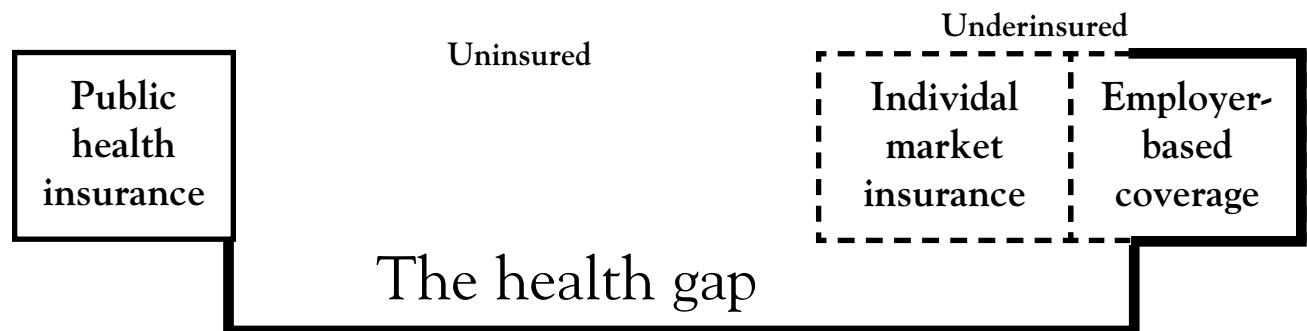 Underinsured
Uninsured
Public
health
insurance
Individal
market
insurance
Employer-
based
coverage
The health gap